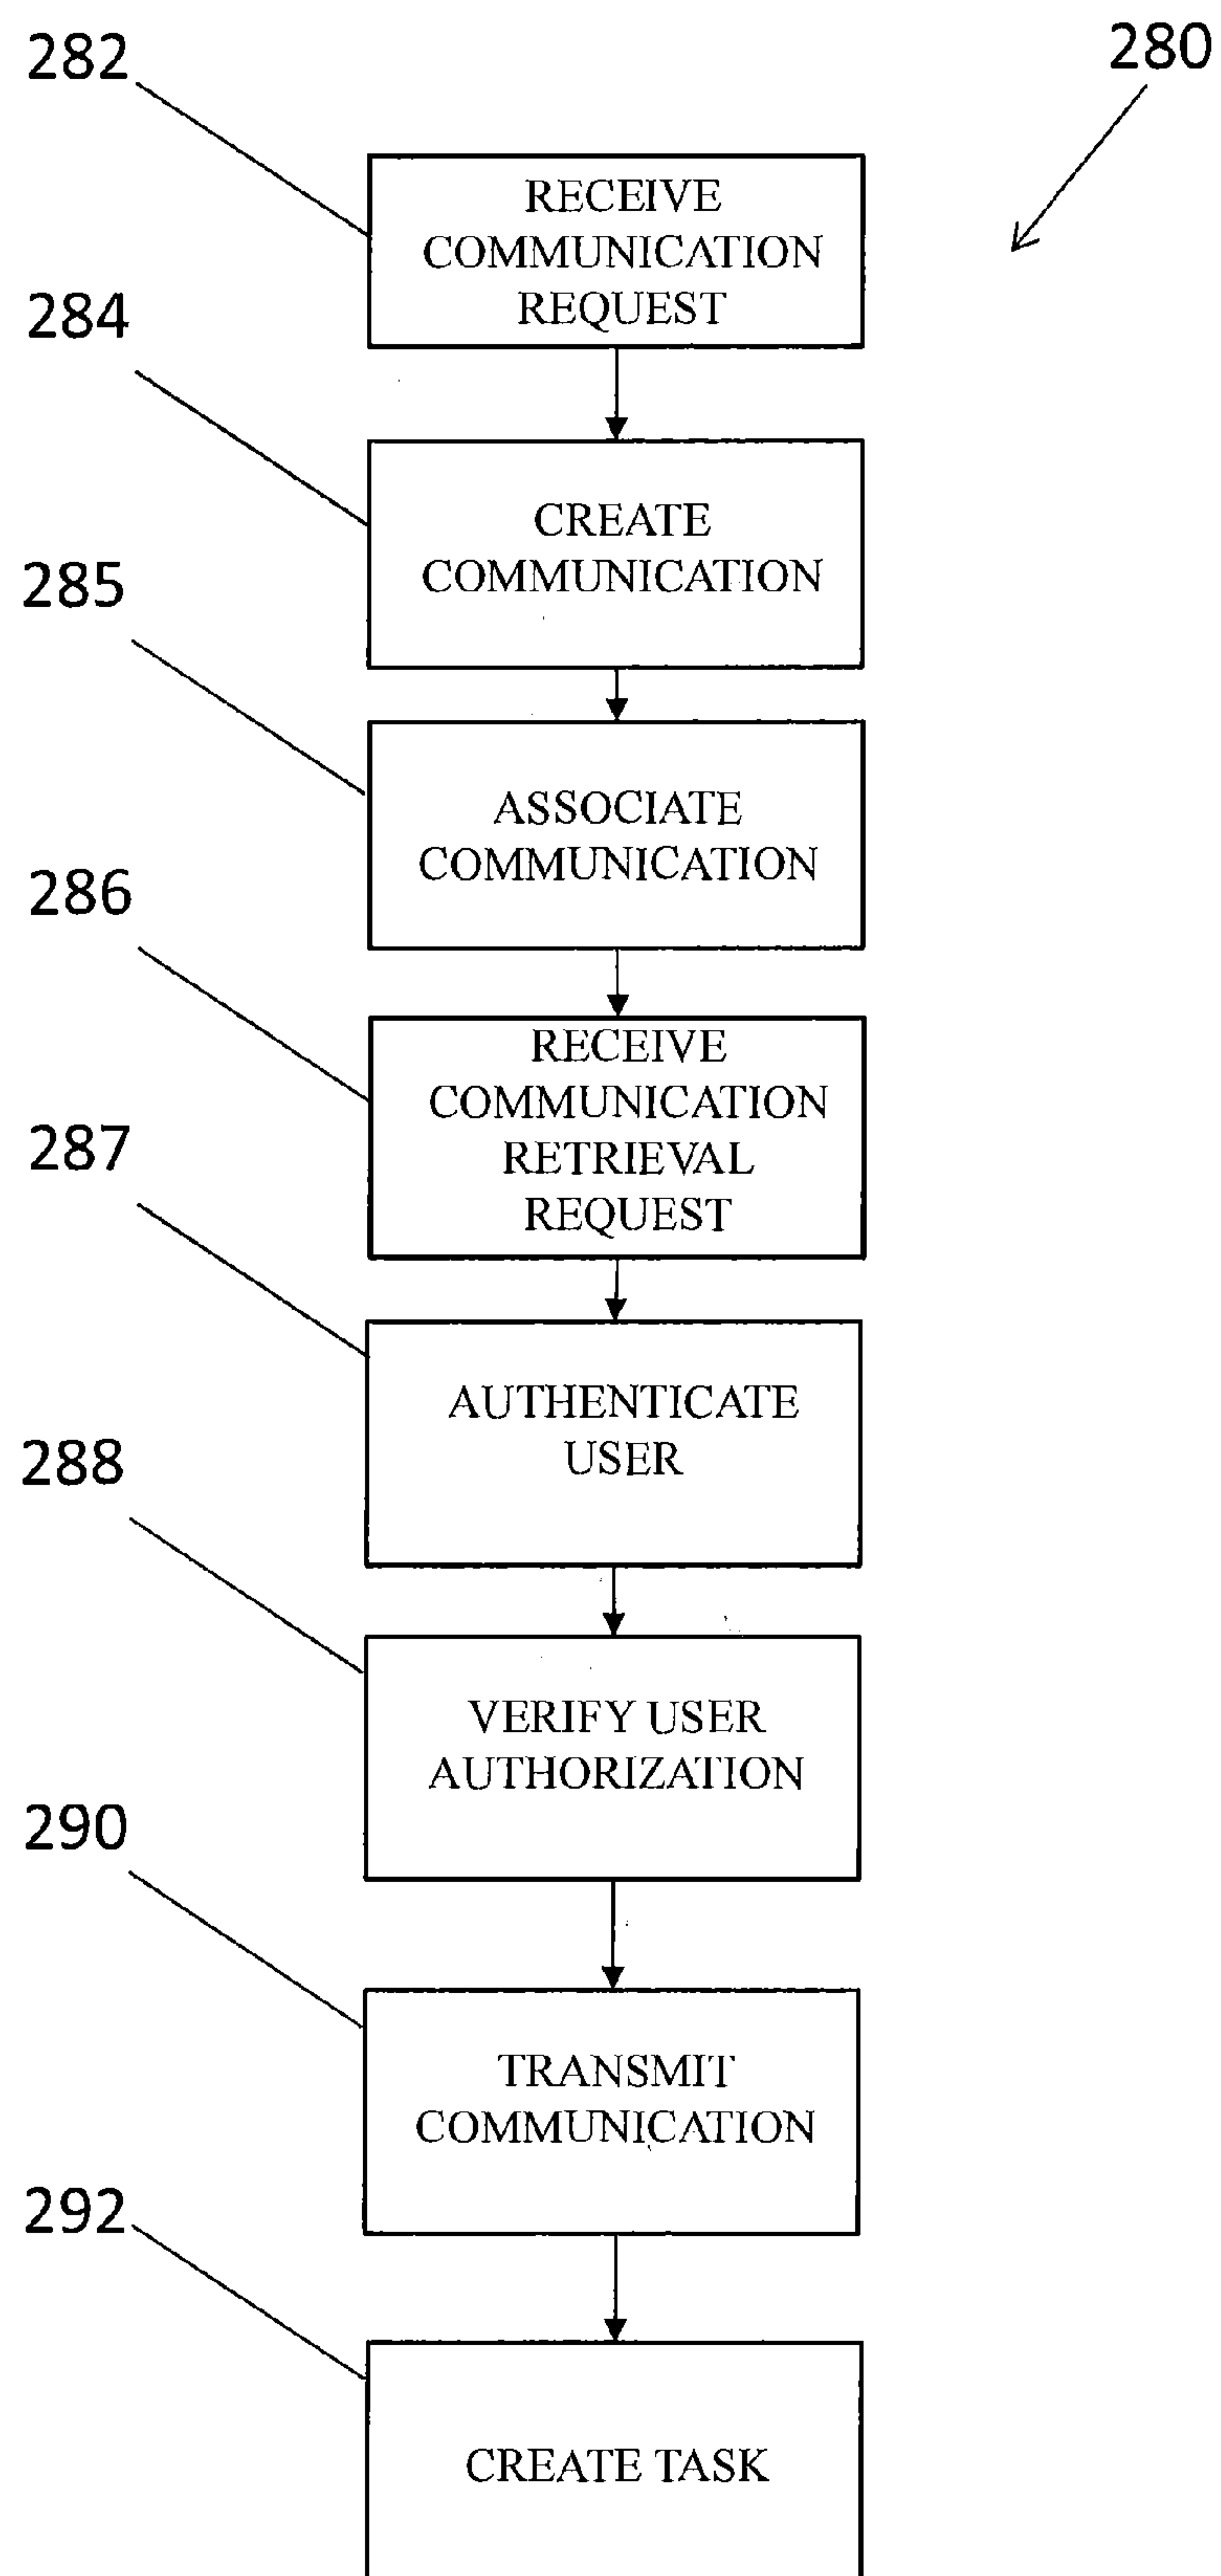 282
280
RECEIVE
COMMUNICATION
REQUEST
284
CREATE
COMMUNICATION
285
ASSOCIATE
COMMUNICATION
286
RECEIVE
COMMUNICATION
RETRIEVAL
REQUEST
287
AUTHENTICATE
USER
288
VERIFY USER
AUTHORIZATION
290
TRANSMIT
COMMUNICATION
292
CREATE TASK